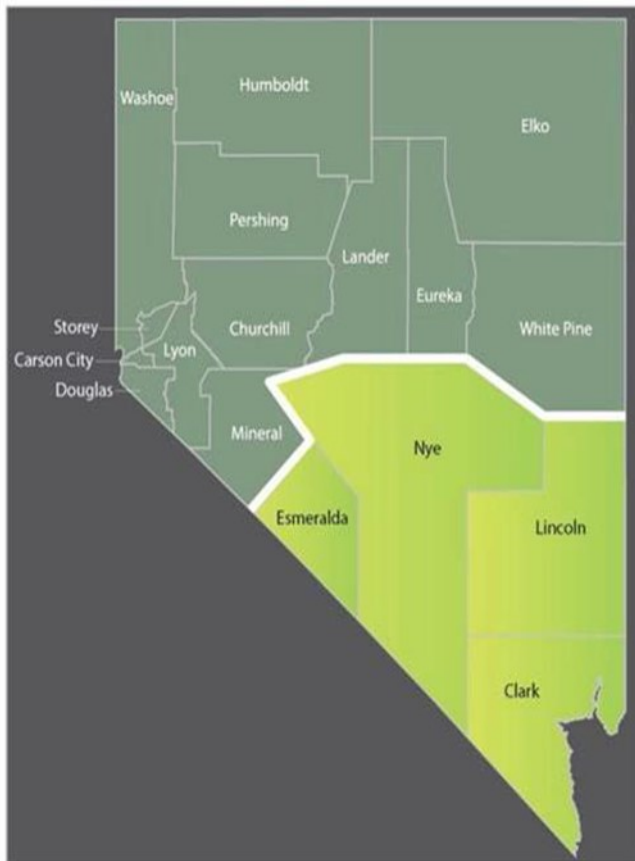 Humboldt
Washoe
Elko
Pershing
Lander
Eureka
Storey
Churchill
White Pine
Lyon
Carson City
Douglas
Mineral
Nye
Esmeralda
Lincoln
Clark